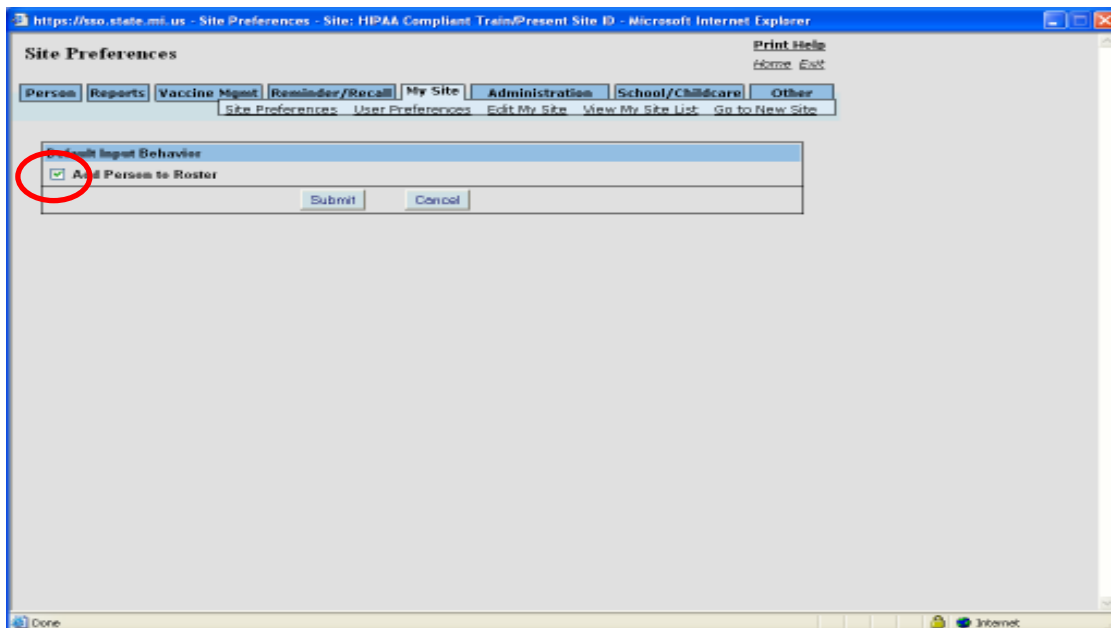 https://sso.state.mi.us - Site Preferences - Site: HIPAA Compliant Train/Present Site ID - Microsoft Internet Explorer
Site Preferences
Print Help
Home Exit
Person Reports Vaccine Mgmt Reminder/Recall My Site Administration School/Childcare Other
Site Preferences User Preferences Edit My Site View My Site List Go to New Site
Default Input Behavior
Add Person to Roster
Submit Cancel
Done Internet